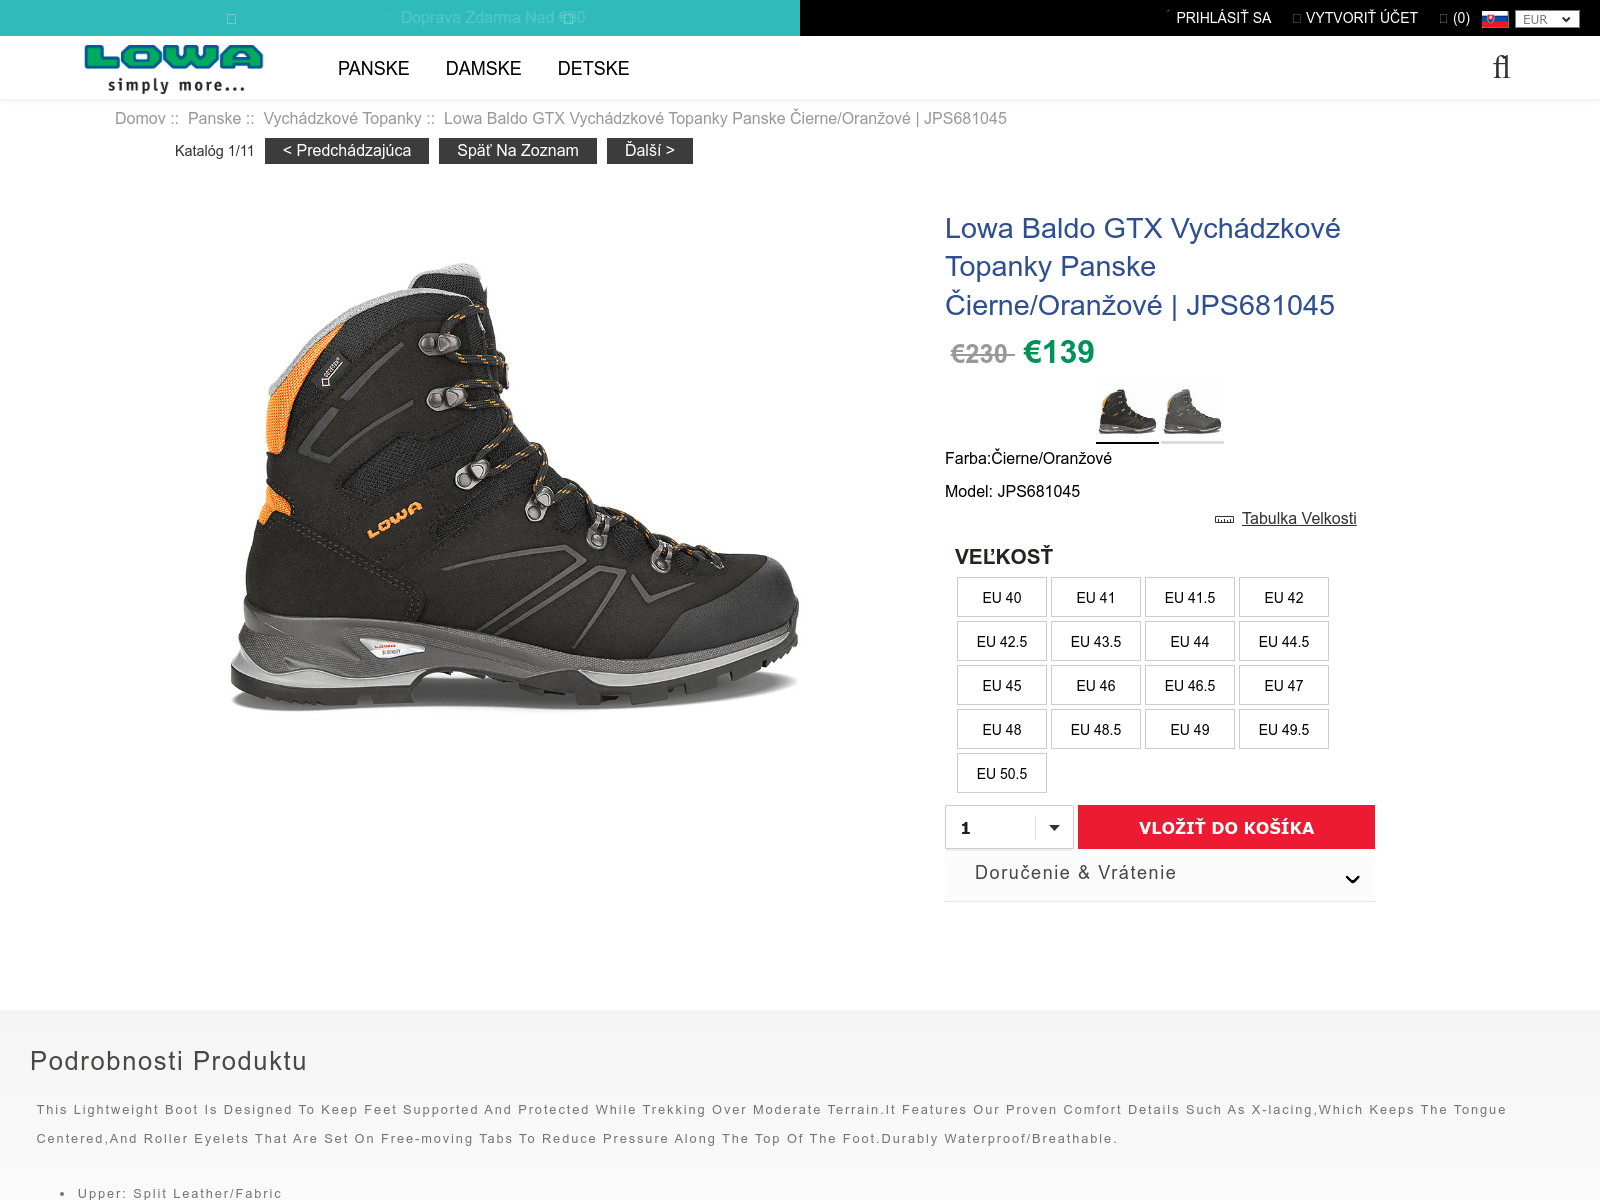 Doprava Zdarma Nad €90
PRIHLÁSIŤ SA
VYTVORIŤ ÚČET
(0)
EUR
LOWA
simply more...
PANSKE
DAMSKE
DETSKE
Domov :: Panske :: Vychádzkové Topanky :: Lowa Baldo GTX Vychádzkové Topanky Panske Čierne/Oranžové | JPS681045
Katalóg 1/11
< Predchádzajúca
Späť Na Zoznam
Ďalší >
Lowa Baldo GTX Vychádzkové
Topanky Panske
Čierne/Oranžové | JPS681045
€230 €139
LOWA
LOWA
Farba:Čierne/Oranžové
Model: JPS681045
Tabulka Velkosti
VEĽKOSŤ
EU 40
EU 41
EU 41.5
EU 42
EU 42.5
EU 43.5
EU 44
EU 44.5
EU 45
EU 46
EU 46.5
EU 47
EU 48
EU 48.5
EU 49
EU 49.5
EU 50.5
1
VLOŽIŤ DO KOŠÍKA
Doručenie & Vrátenie
Podrobnosti Produktu
This Lightweight Boot Is Designed To Keep Feet Supported And Protected While Trekking Over Moderate Terrain.It Features Our Proven Comfort Details Such As X-lacing,Which Keeps The Tongue
Centered,And Roller Eyelets That Are Set On Free-moving Tabs To Reduce Pressure Along The Top Of The Foot.Durably Waterproof/Breathable.
• Upper: Split Leather/Fabric